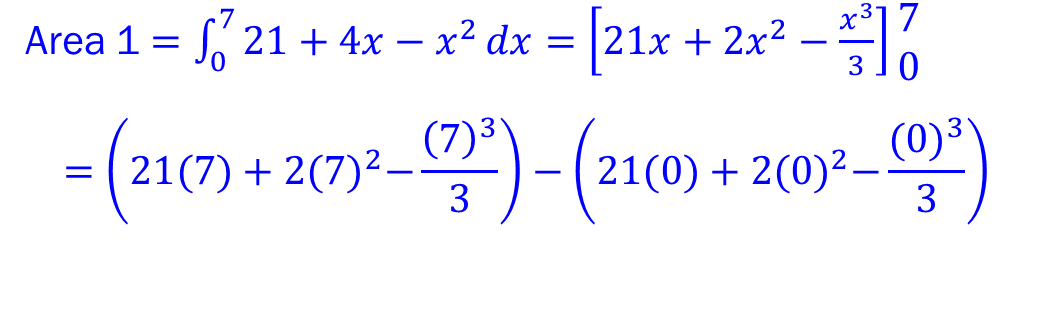 Area 1 = ∫₀⁷ 21 + 4x − x² dx = [21x + 2x² − x³/3]₀⁷
= (21(7) + 2(7)² − (7)³/3) − (21(0) + 2(0)² − (0)³/3)